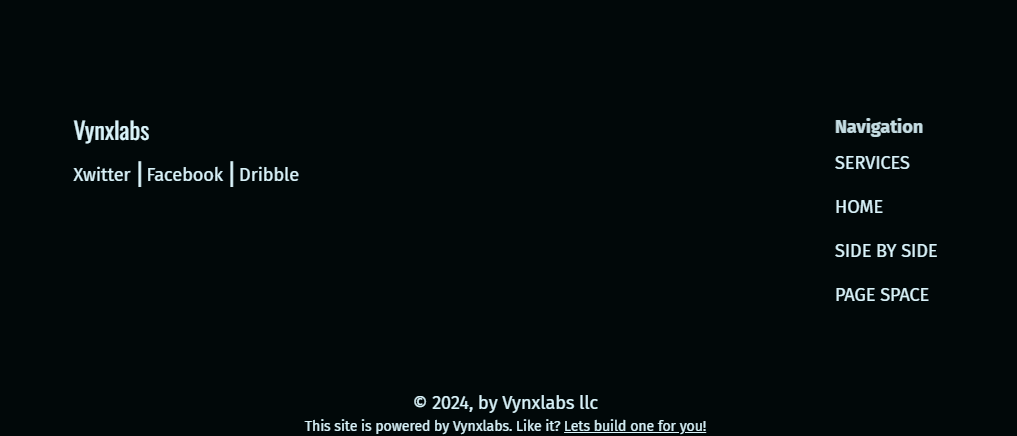 Vynxlabs
Xwitter | Facebook | Dribble
Navigation
SERVICES
HOME
SIDE BY SIDE
PAGE SPACE
© 2024, by Vynxlabs llc
This site is powered by Vynxlabs. Like it? Lets build one for you!